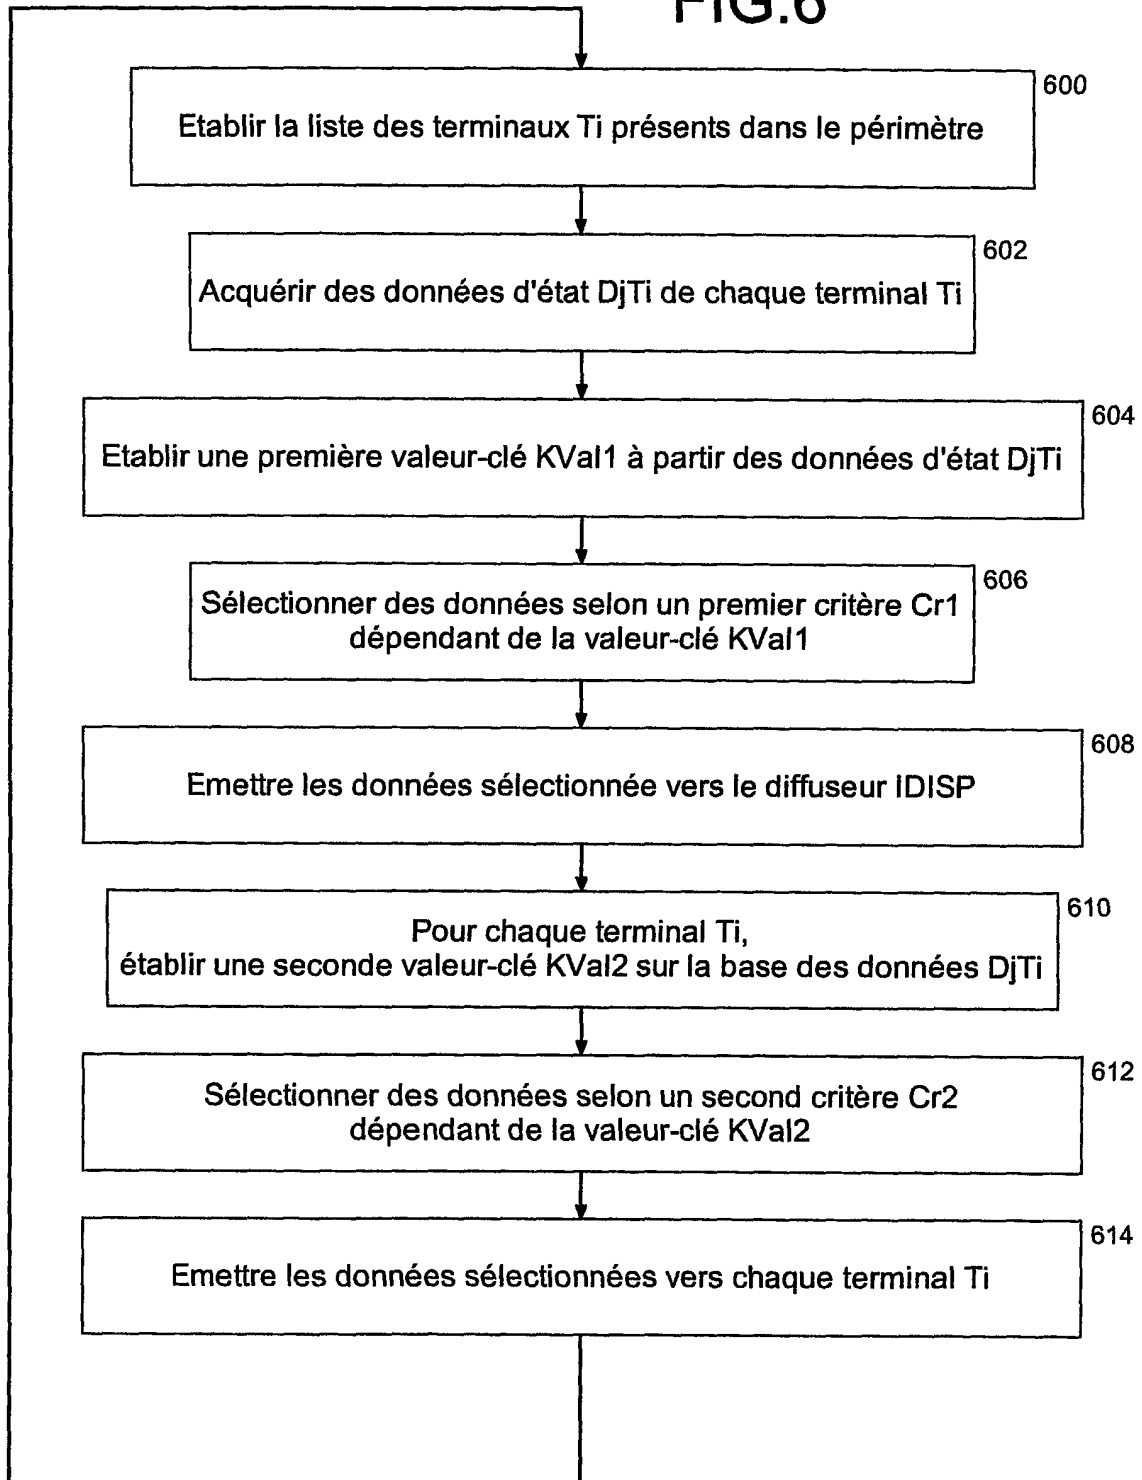 FIG.6
600
Etablir la liste des terminaux Ti présents dans le périmètre
602
Acquérir des données d'état DjTi de chaque terminal Ti
604
Etablir une première valeur-clé KVal1 à partir des données d'état DjTi
606
Sélectionner des données selon un premier critère Cr1
dépendant de la valeur-clé KVal1
608
Emettre les données sélectionnée vers le diffuseur IDISP
610
Pour chaque terminal Ti,
établir une seconde valeur-clé KVal2 sur la base des données DjTi
612
Sélectionner des données selon un second critère Cr2
dépendant de la valeur-clé KVal2
614
Emettre les données sélectionnées vers chaque terminal Ti